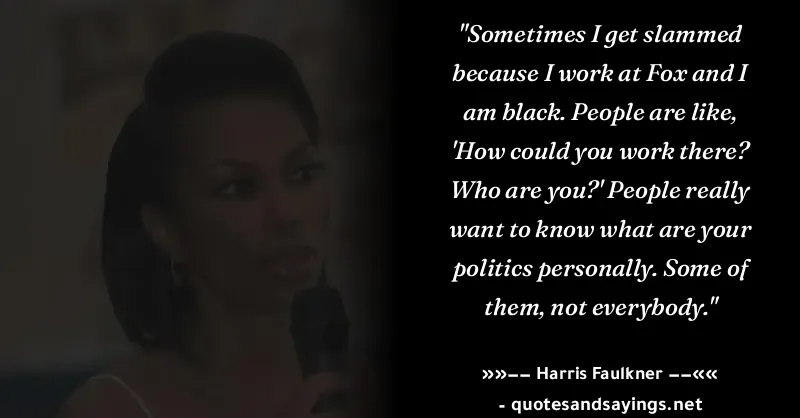 "Sometimes I get slammed
because I work at Fox and I
am black. People are like,
'How could you work there?
Who are you?' People really
want to know what are your
politics personally. Some of
them, not everybody."
»»–– Harris Faulkner ––««
- quotesandsayings.net